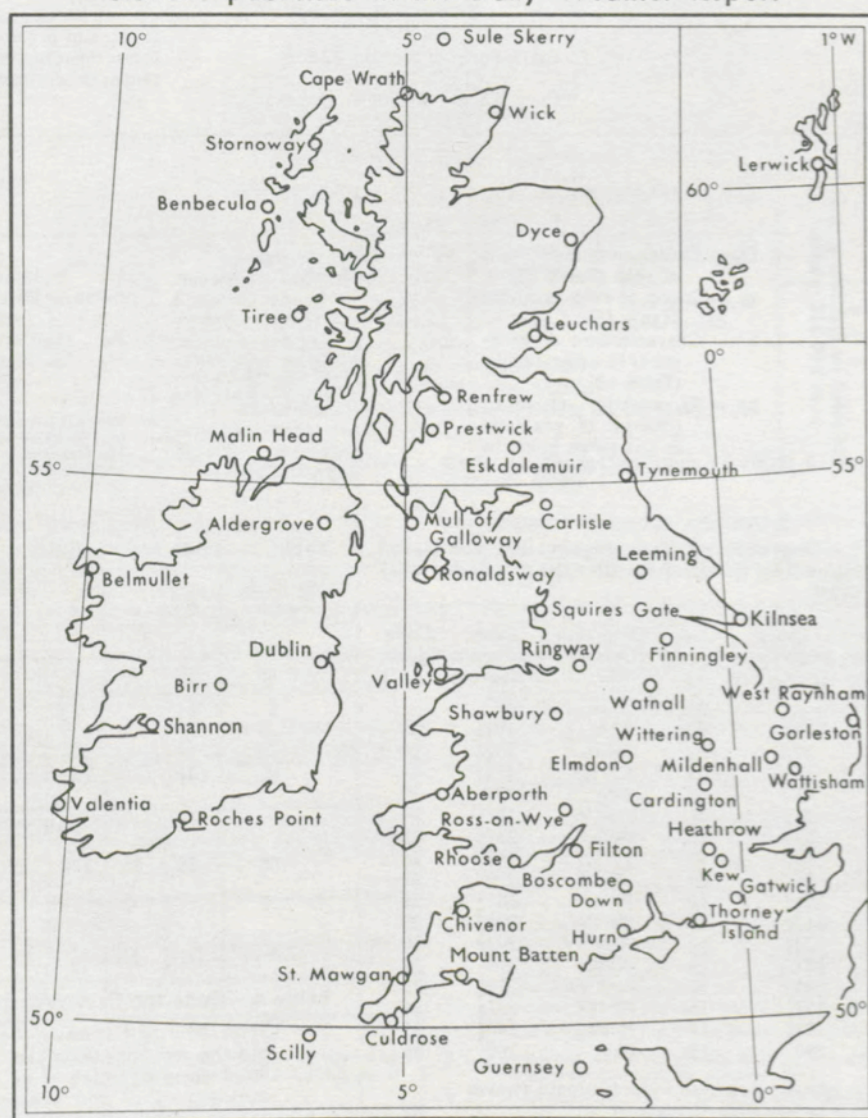 10°
5°
Sule Skerry
1° W
Cape Wrath
Wick
Stornoway
Lerwick
60°
Benbecula
Dyce
Tiree
Leuchars
0°
Renfrew
Prestwick
Malin Head
Eskdalemuir
Tynemouth
55°
55°
Aldergrove
Mull of
Galloway
Carlisle
Belmullet
Ronaldsway
Leeming
Squires Gate
Kilnsea
Dublin
Ringway
Finningley
Birr
Valley
Watnall
West Raynham
Shannon
Shawbury
Wittering
Gorleston
Elmdon
Mildenhall
Wattisham
Valentia
Aberporth
Cardington
Roches Point
Ross-on-Wye
Heathrow
Rhoose
Filton
Kew
Boscombe
Down
Gatwick
Chivenor
Hurn
Thorney
Island
Mount Batten
St. Mawgan
50°
50°
Culdrose
Scilly
Guernsey
10°
5°
0°